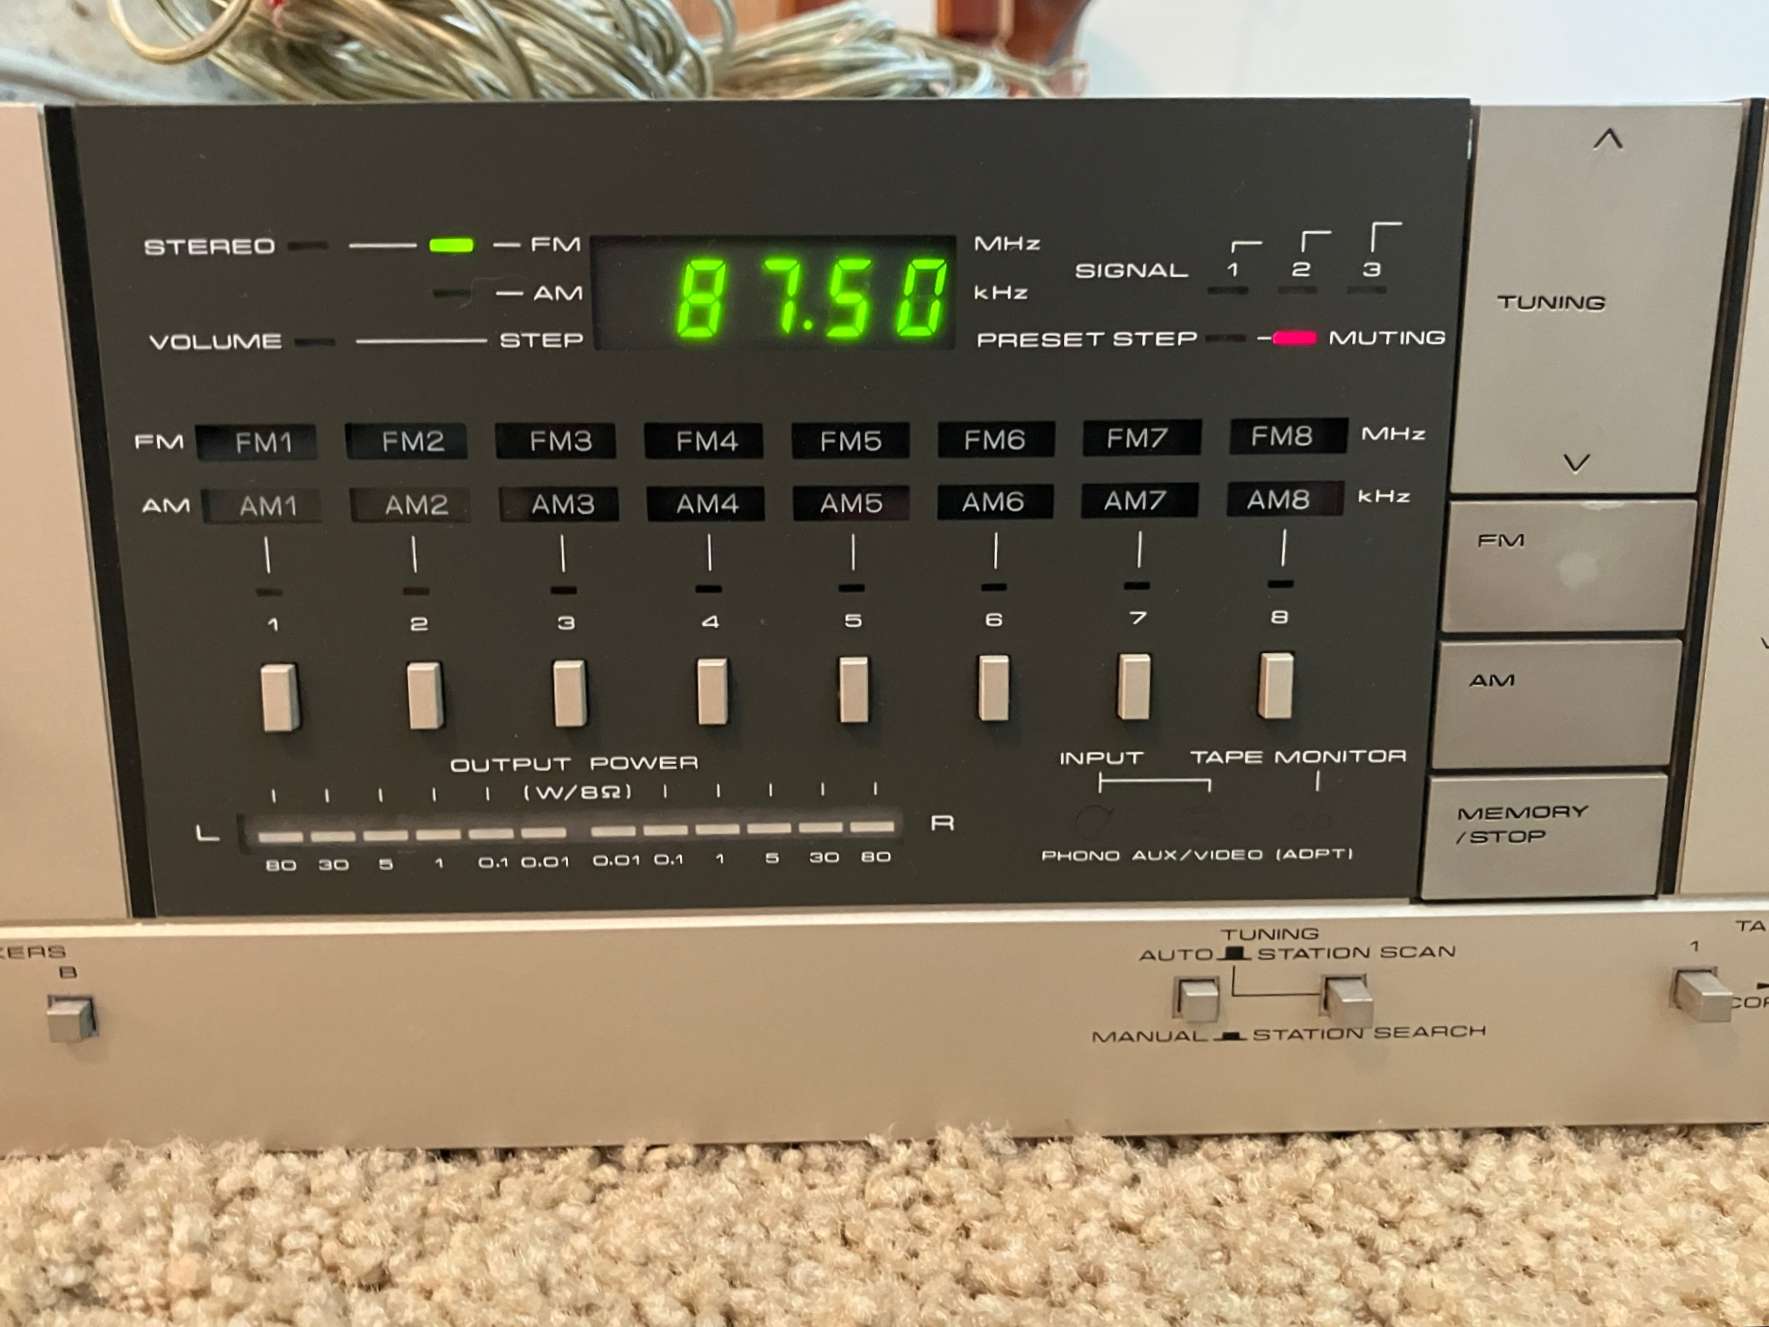 STEREO FM 87.50 MHz
AM kHz
SIGNAL 1 2 3
VOLUME STEP
PRESET STEP MUTING
FM FM1 FM2 FM3 FM4 FM5 FM6 FM7 FM8 MHz
AM AM1 AM2 AM3 AM4 AM5 AM6 AM7 AM8 kHz
1 2 3 4 5 6 7 8
OUTPUT POWER
(W/8Ω)
L R
80 30 5 1 0.1 0.01 0.01 0.1 1 5 30 80
INPUT TAPE MONITOR
PHONO AUX/VIDEO (ADPT)
TUNING
FM
AM
MEMORY
/STOP
KERS
B
TUNING
AUTO STATION SCAN
MANUAL STATION SEARCH
TA
1